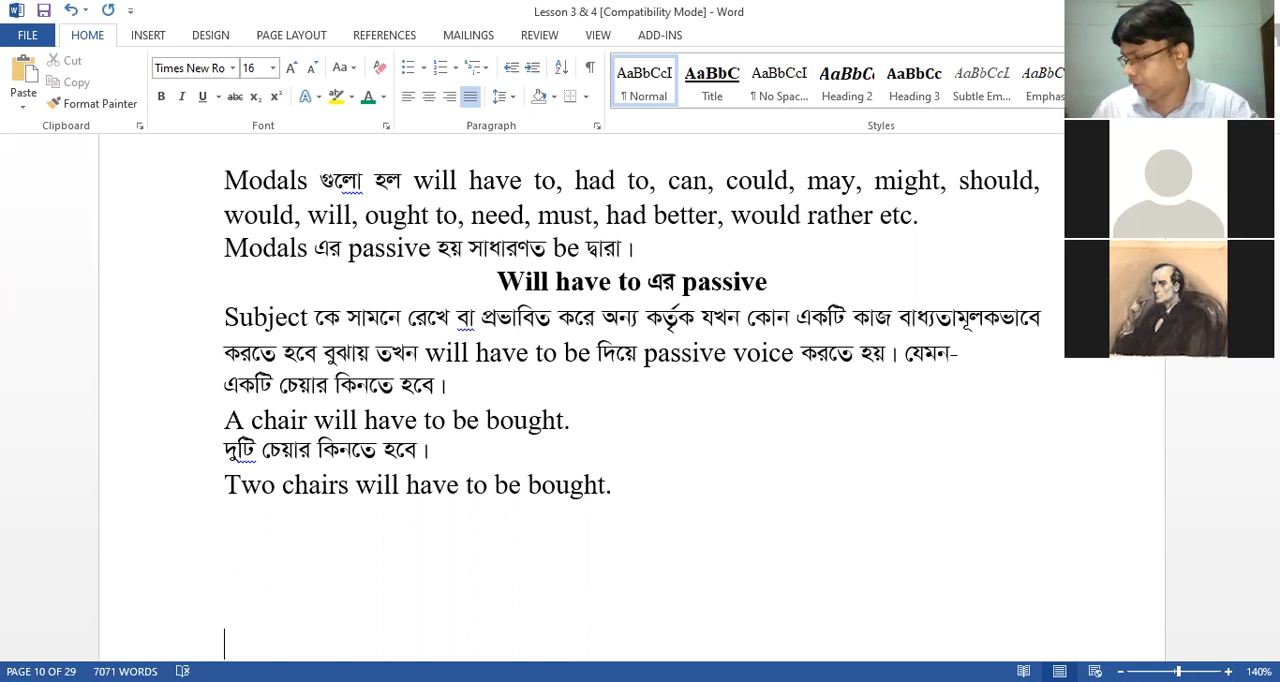 Lesson 3 & 4 [Compatibility Mode] - Word
FILE HOME INSERT DESIGN PAGE LAYOUT REFERENCES MAILINGS REVIEW VIEW ADD-INS
Paste
Cut
Copy
Format Painter
Clipboard
Times New Ro 16
Aa
B I U abc x₂ x² A ab A
Font
Paragraph
AaBbCcI AaBbC AaBbCcI AaBbC AaBbCc AaBbCcI AaBbC
¶ Normal Title ¶ No Spac... Heading 2 Heading 3 Subtle Em... Emphas
Styles
Modals গুলো হল will have to, had to, can, could, may, might, should,
would, will, ought to, need, must, had better, would rather etc.
Modals এর passive হয় সাধারণত be দ্বারা।
Will have to এর passive
Subject কে সামনে রেখে বা প্রভাবিত করে অন্য কর্তৃক যখন কোন একটি কাজ বাধ্যতামূলকভাবে
করতে হবে বুঝায় তখন will have to be দিয়ে passive voice করতে হয়। যেমন-
একটি চেয়ার কিনতে হবে।
A chair will have to be bought.
দুটি চেয়ার কিনতে হবে।
Two chairs will have to be bought.
PAGE 10 OF 29 7071 WORDS 140%